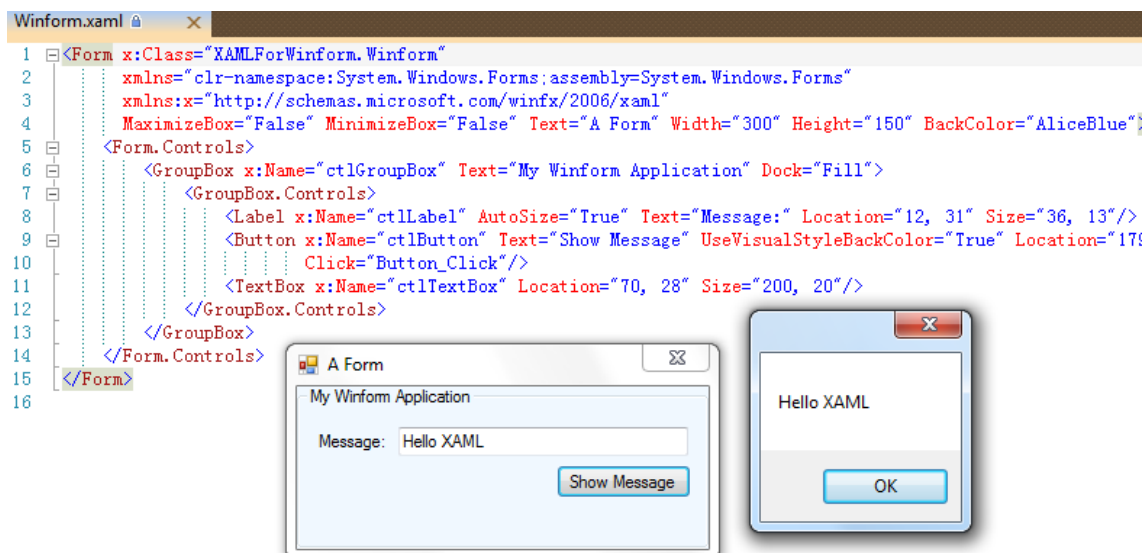 Winform.xaml
1 <Form x:Class="XAMLForWinform.Winform"
2 xmlns="clr-namespace:System.Windows.Forms;assembly=System.Windows.Forms"
3 xmlns:x="http://schemas.microsoft.com/winfx/2006/xaml"
4 MaximizeBox="False" MinimizeBox="False" Text="A Form" Width="300" Height="150" BackColor="AliceBlue">
5 <Form.Controls>
6 <GroupBox x:Name="ctlGroupBox" Text="My Winform Application" Dock="Fill">
7 <GroupBox.Controls>
8 <Label x:Name="ctlLabel" AutoSize="True" Text="Message:" Location="12, 31" Size="36, 13"/>
9 <Button x:Name="ctlButton" Text="Show Message" UseVisualStyleBackColor="True" Location="179
10 Click="Button_Click"/>
11 <TextBox x:Name="ctlTextBox" Location="70, 28" Size="200, 20"/>
12 </GroupBox.Controls>
13 </GroupBox>
14 </Form.Controls>
15 </Form>
16
A Form
My Winform Application
Message: Hello XAML
Show Message
Hello XAML
OK